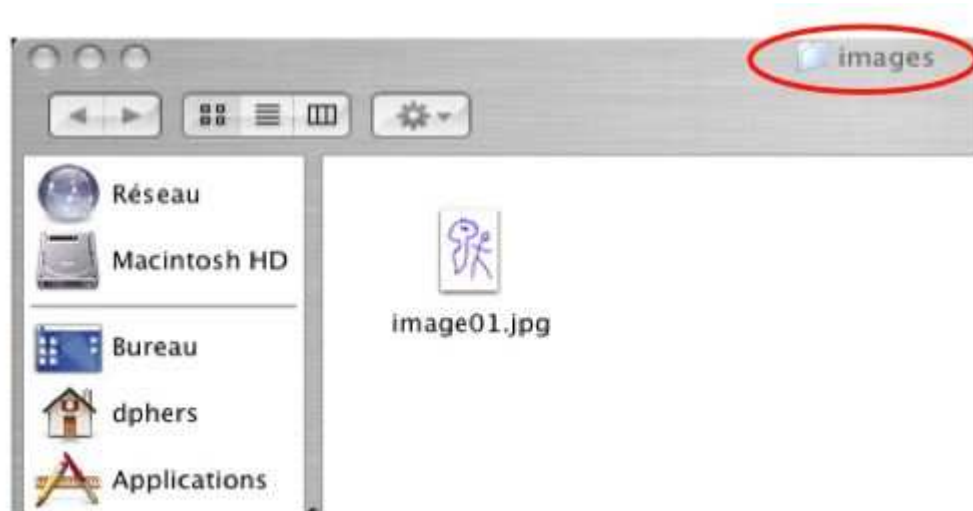 images
Réseau
Macintosh HD
image01.jpg
Bureau
dphers
Applications